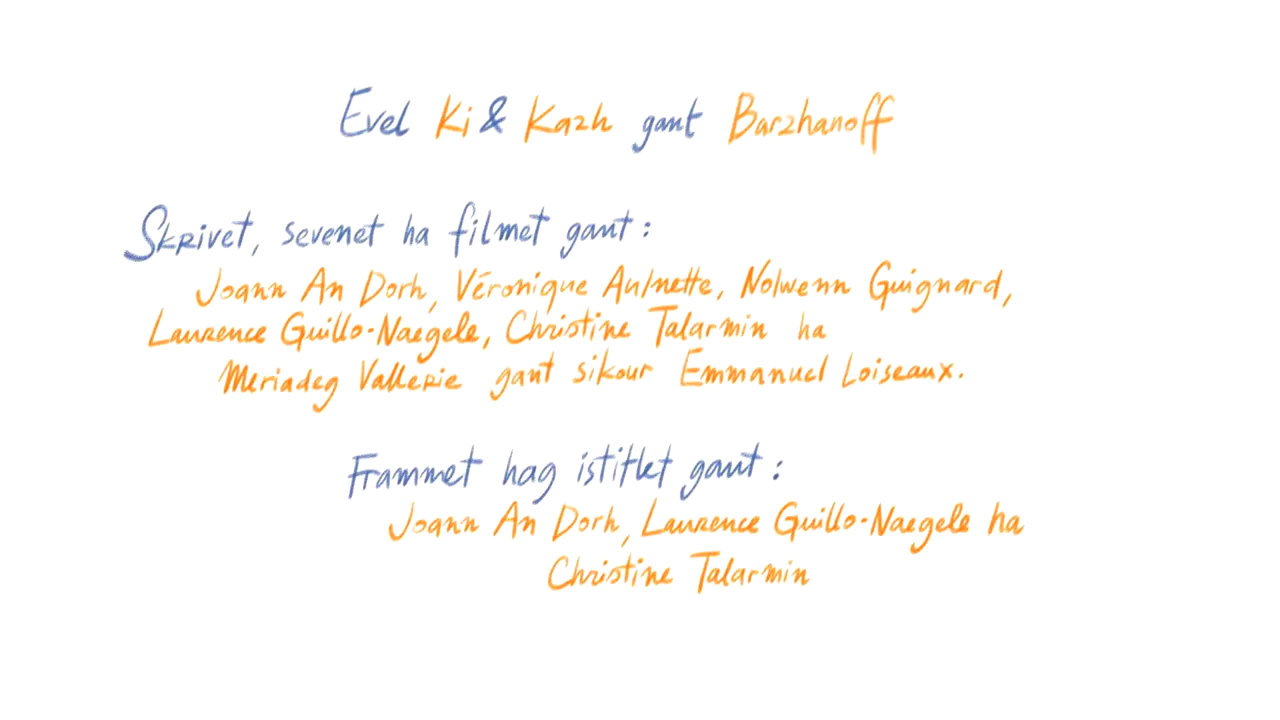 Evel Ki & Kazh gant Barzhanoff
Skrivet, sevenet ha filmet gant :
Joann An Dorh, Véronique Aulnette, Nolwenn Guignard,
Laurence Guillo-Naegele, Christine Talarmin ha
Meriadeg Vallerie gant sikour Emmanuel Loiseaux.
Frammet hag istitlet gant :
Joann An Dorh, Laurence Guillo-Naegele ha
Christine Talarmin